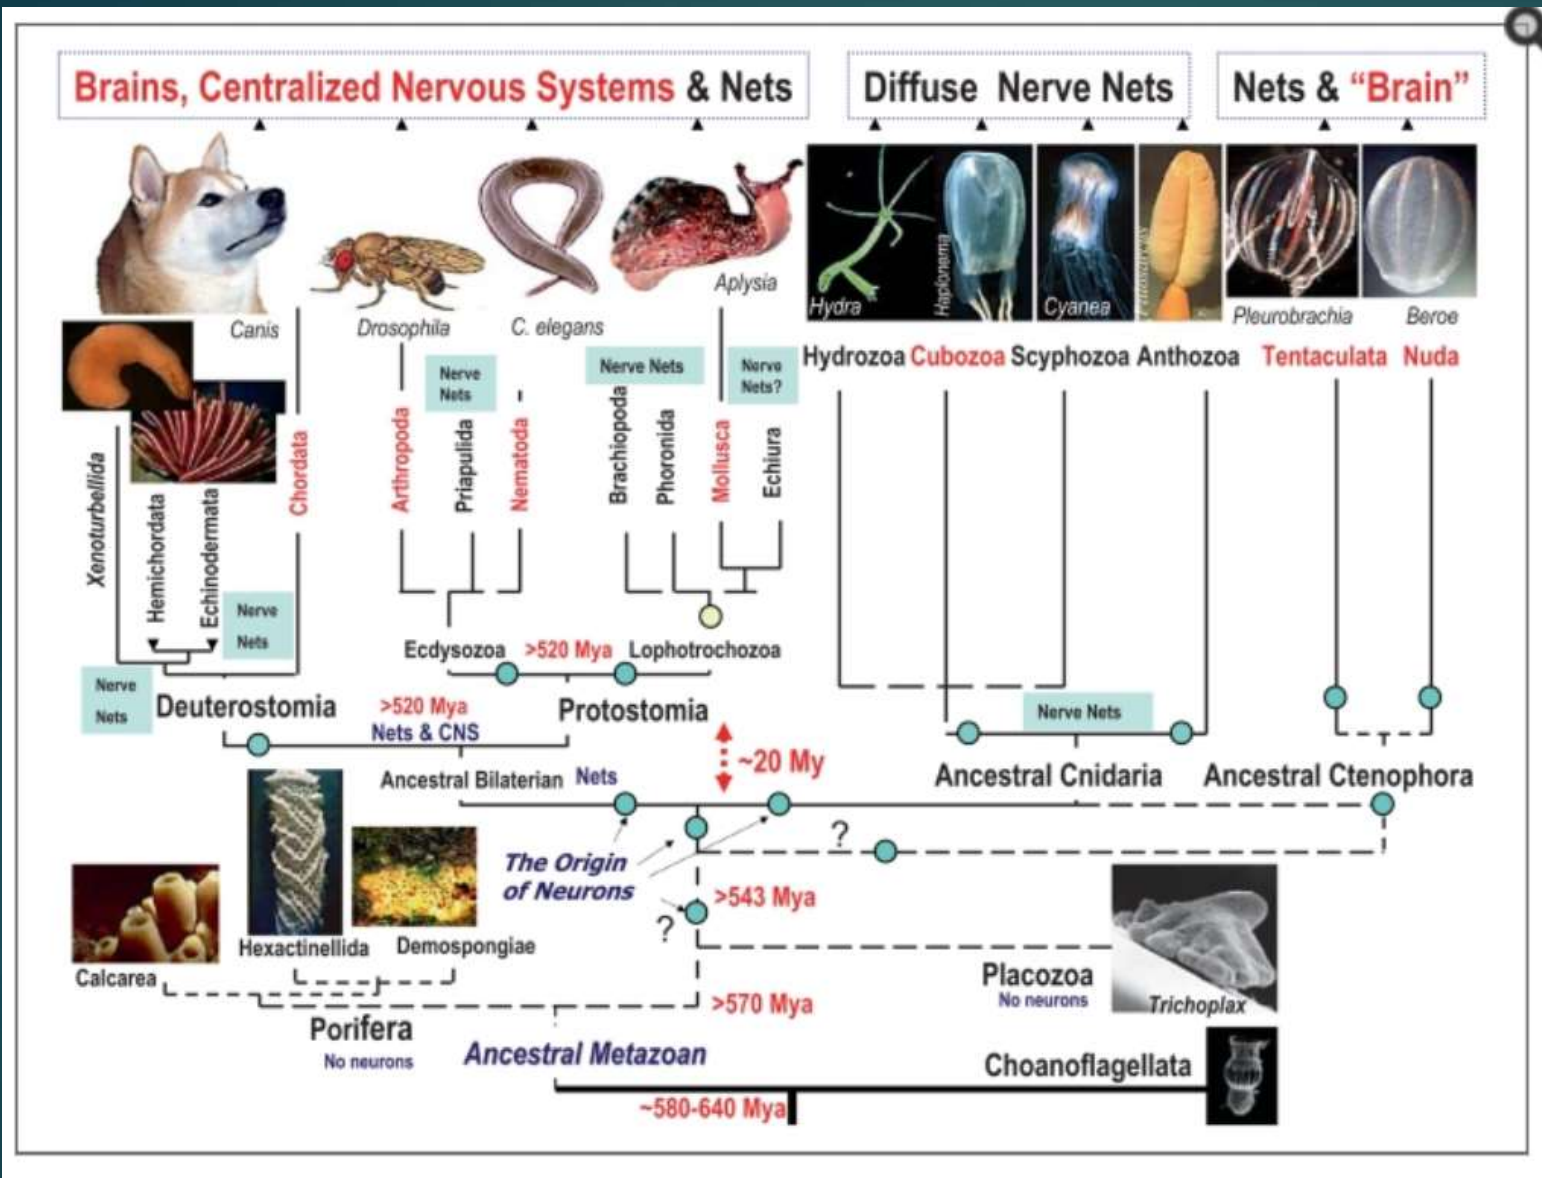 Brains, Centralized Nervous Systems & Nets
Diffuse Nerve Nets
Nets & “Brain”
Canis
Drosophila
C. elegans
Aplysia
Hydra
Haplonema
Cyanea
Pleurobrachia
Beroe
Hydrozoa
Cubozoa
Scyphozoa
Anthozoa
Tentaculata
Nuda
Xenoturbellida
Hemichordata
Echinodermata
Chordata
Nerve
Nets
Arthropoda
Nerve
Nets
Priapulida
Nematoda
Nerve Nets
Brachiopoda
Phoronida
Mollusca
Nerve
Nets?
Echiura
Nerve
Nets
Deuterostomia
Ecdysozoa
>520 Mya
Lophotrochozoa
>520 Mya
Nets & CNS
Protostomia
~20 My
Nerve Nets
Ancestral Bilaterian
Nets
Ancestral Cnidaria
Ancestral Ctenophora
The Origin
of Neurons
?
?
>543 Mya
Calcarea
Hexactinellida
Demospongiae
Placozoa
No neurons
Trichoplax
>570 Mya
Porifera
No neurons
Ancestral Metazoan
Choanoflagellata
~580-640 Mya